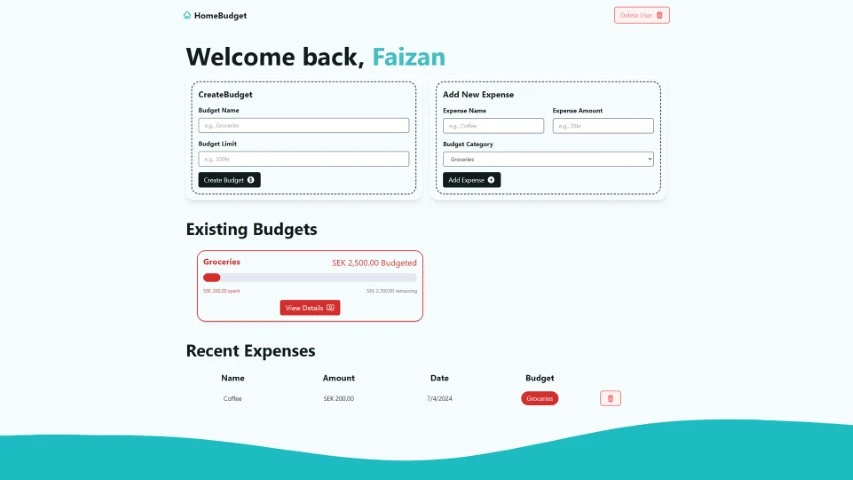 HomeBudget
Delete User
Welcome back, Faizan
CreateBudget
Budget Name
e.g., Groceries
Budget Limit
e.g., 350kr
Create Budget
Add New Expense
Expense Name
Expense Amount
e.g., Coffee
e.g., 35kr
Budget Category
Groceries
Add Expense
Existing Budgets
Groceries
SEK 2,500.00 Budgeted
SEK 200.00 spent
SEK 2,300.00 remaining
View Details
Recent Expenses
Name Amount Date Budget
Coffee SEK 200.00 7/4/2024 Groceries